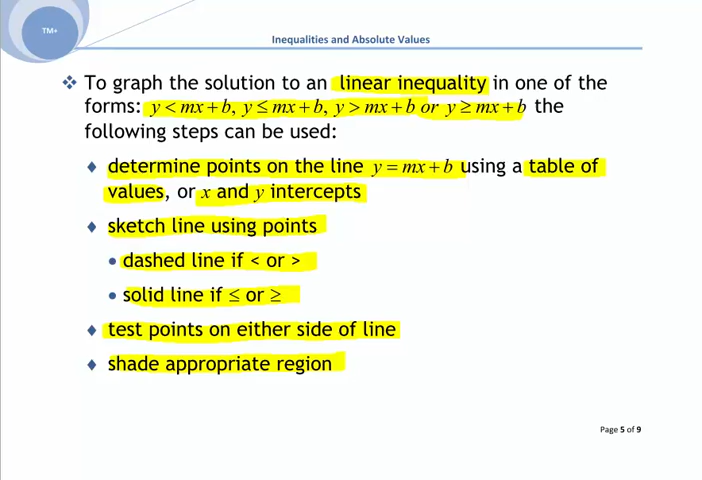 TM+
Inequalities and Absolute Values
❖ To graph the solution to an linear inequality in one of the
forms: y < mx + b, y ≤ mx + b, y > mx + b or y ≥ mx + b the
following steps can be used:
♦ determine points on the line y = mx + b using a table of
values, or x and y intercepts
♦ sketch line using points
• dashed line if < or >
• solid line if ≤ or ≥
♦ test points on either side of line
♦ shade appropriate region
Page 5 of 9